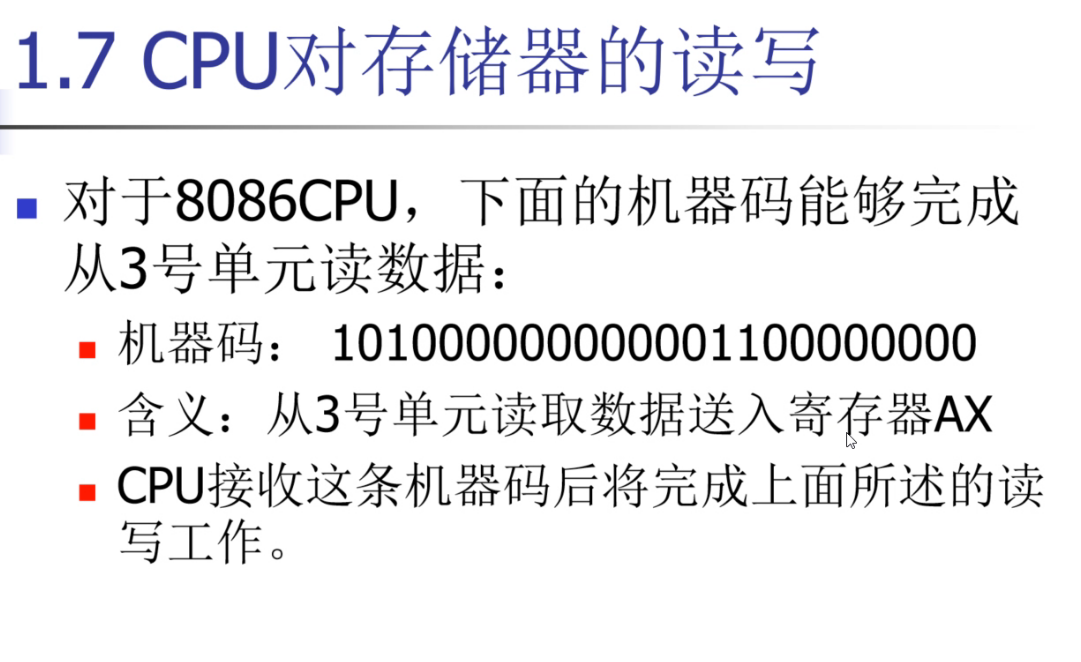 1.7 CPU对存储器的读写
对于8086CPU，下面的机器码能够完成
从3号单元读数据：
机器码： 101000000000001100000000
含义：从3号单元读取数据送入寄存器AX
CPU接收这条机器码后将完成上面所述的读
写工作。